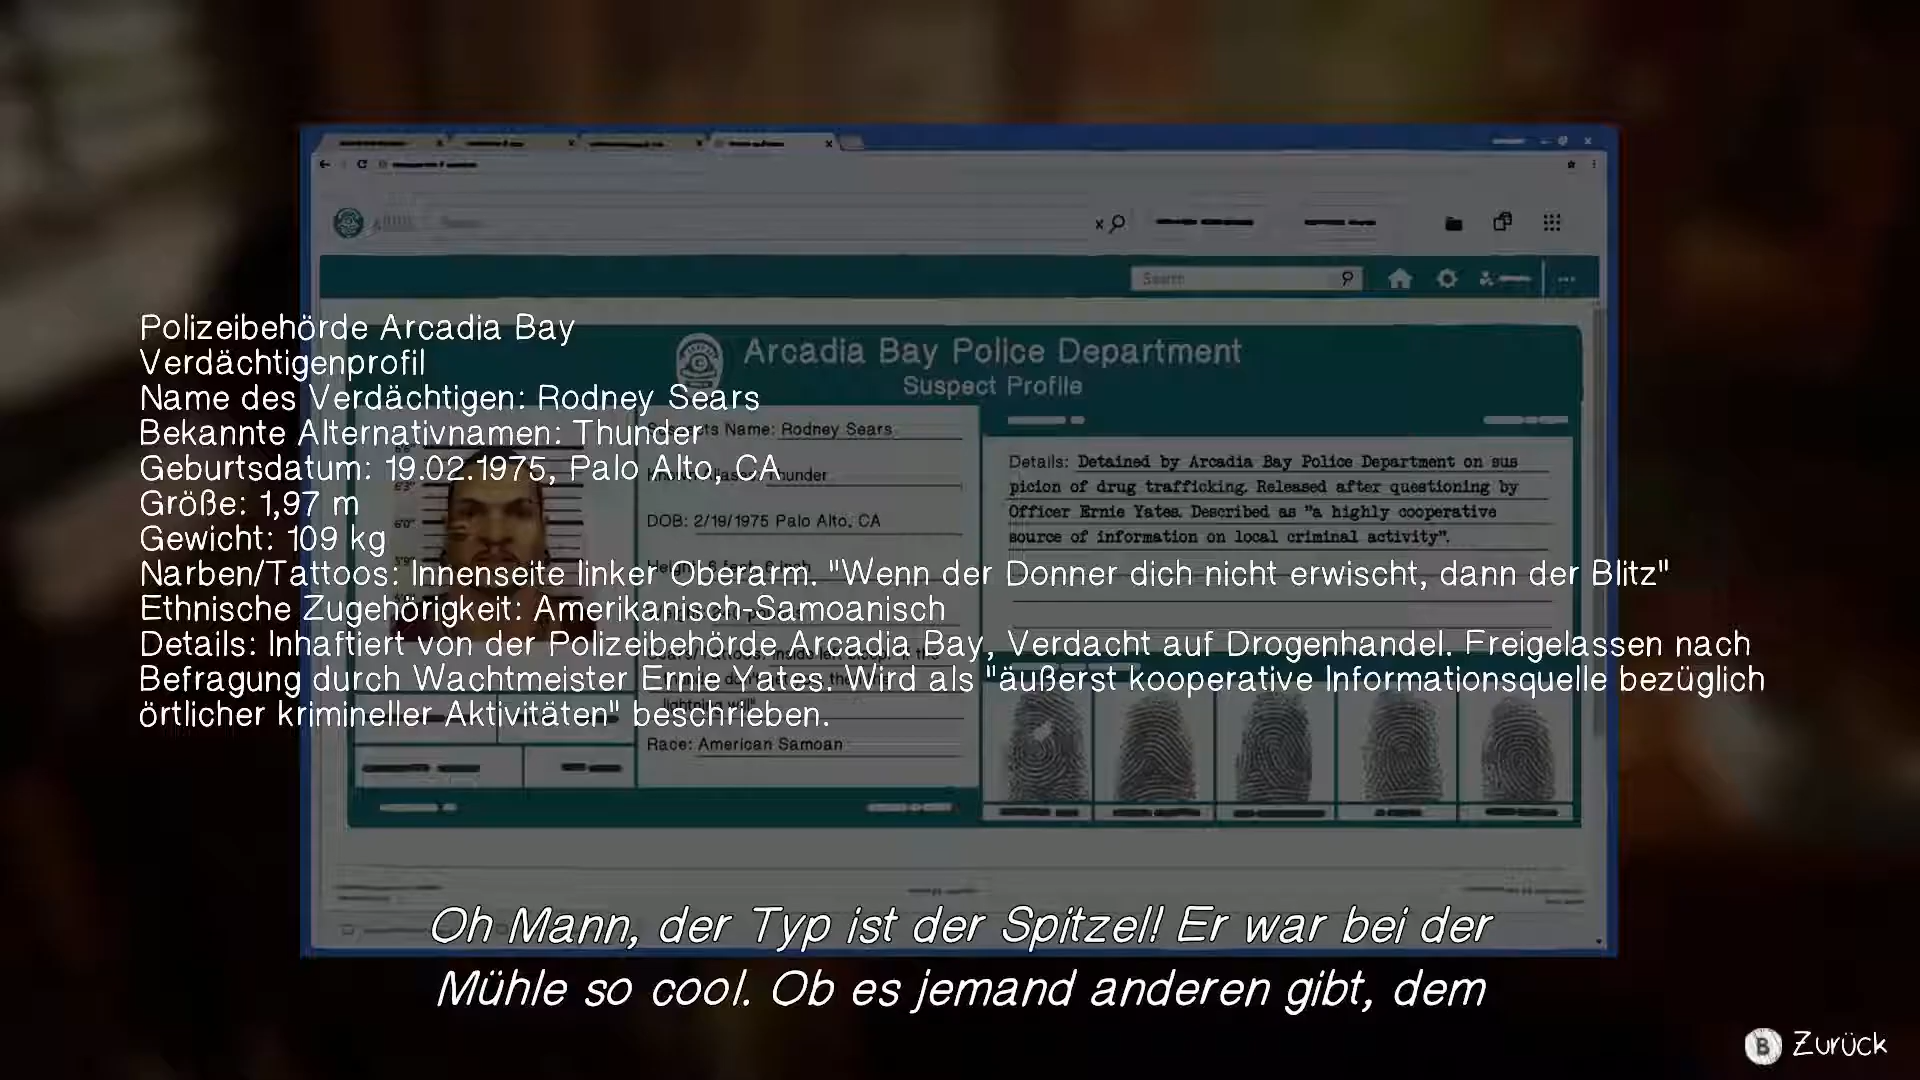 Search
Arcadia Bay Police Department
Suspect Profile
Polizeibehörde Arcadia Bay
Verdächtigenprofil
Name des Verdächtigen: Rodney Sears
Bekannte Alternativnamen: Thunder
Geburtsdatum: 19.02.1975, Palo Alto, CA
Größe: 1,97 m
Gewicht: 109 kg
Narben/Tattoos: Innenseite linker Oberarm. "Wenn der Donner dich nicht erwischt, dann der Blitz"
Ethnische Zugehörigkeit: Amerikanisch-Samoanisch
Details: Inhaftiert von der Polizeibehörde Arcadia Bay, Verdacht auf Drogenhandel. Freigelassen nach
Befragung durch Wachtmeister Ernie Yates. Wird als "äußerst kooperative Informationsquelle bezüglich
örtlicher krimineller Aktivitäten" beschrieben.
Name: Rodney Sears
Thunder
DOB: 2/19/1975 Palo Alto, CA
lightning will"
Race: American Samoan
Details: Detained by Arcadia Bay Police Department on sus
picion of drug trafficking. Released after questioning by
Officer Ernie Yates. Described as "a highly cooperative
source of information on local criminal activity".
Oh Mann, der Typ ist der Spitzel! Er war bei der
Mühle so cool. Ob es jemand anderen gibt, dem
B Zurück